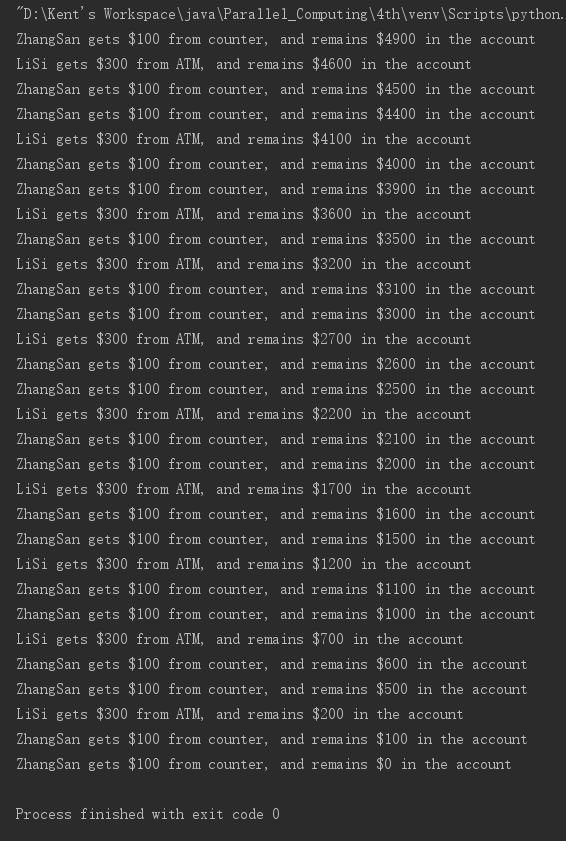 "D:\Kent's Workspace\java\Parallel_Computing\4th\venv\Scripts\python.
ZhangSan gets $100 from counter, and remains $4900 in the account
LiSi gets $300 from ATM, and remains $4600 in the account
ZhangSan gets $100 from counter, and remains $4500 in the account
ZhangSan gets $100 from counter, and remains $4400 in the account
LiSi gets $300 from ATM, and remains $4100 in the account
ZhangSan gets $100 from counter, and remains $4000 in the account
ZhangSan gets $100 from counter, and remains $3900 in the account
LiSi gets $300 from ATM, and remains $3600 in the account
ZhangSan gets $100 from counter, and remains $3500 in the account
LiSi gets $300 from ATM, and remains $3200 in the account
ZhangSan gets $100 from counter, and remains $3100 in the account
ZhangSan gets $100 from counter, and remains $3000 in the account
LiSi gets $300 from ATM, and remains $2700 in the account
ZhangSan gets $100 from counter, and remains $2600 in the account
ZhangSan gets $100 from counter, and remains $2500 in the account
LiSi gets $300 from ATM, and remains $2200 in the account
ZhangSan gets $100 from counter, and remains $2100 in the account
ZhangSan gets $100 from counter, and remains $2000 in the account
LiSi gets $300 from ATM, and remains $1700 in the account
ZhangSan gets $100 from counter, and remains $1600 in the account
ZhangSan gets $100 from counter, and remains $1500 in the account
LiSi gets $300 from ATM, and remains $1200 in the account
ZhangSan gets $100 from counter, and remains $1100 in the account
ZhangSan gets $100 from counter, and remains $1000 in the account
LiSi gets $300 from ATM, and remains $700 in the account
ZhangSan gets $100 from counter, and remains $600 in the account
ZhangSan gets $100 from counter, and remains $500 in the account
LiSi gets $300 from ATM, and remains $200 in the account
ZhangSan gets $100 from counter, and remains $100 in the account
ZhangSan gets $100 from counter, and remains $0 in the account
Process finished with exit code 0